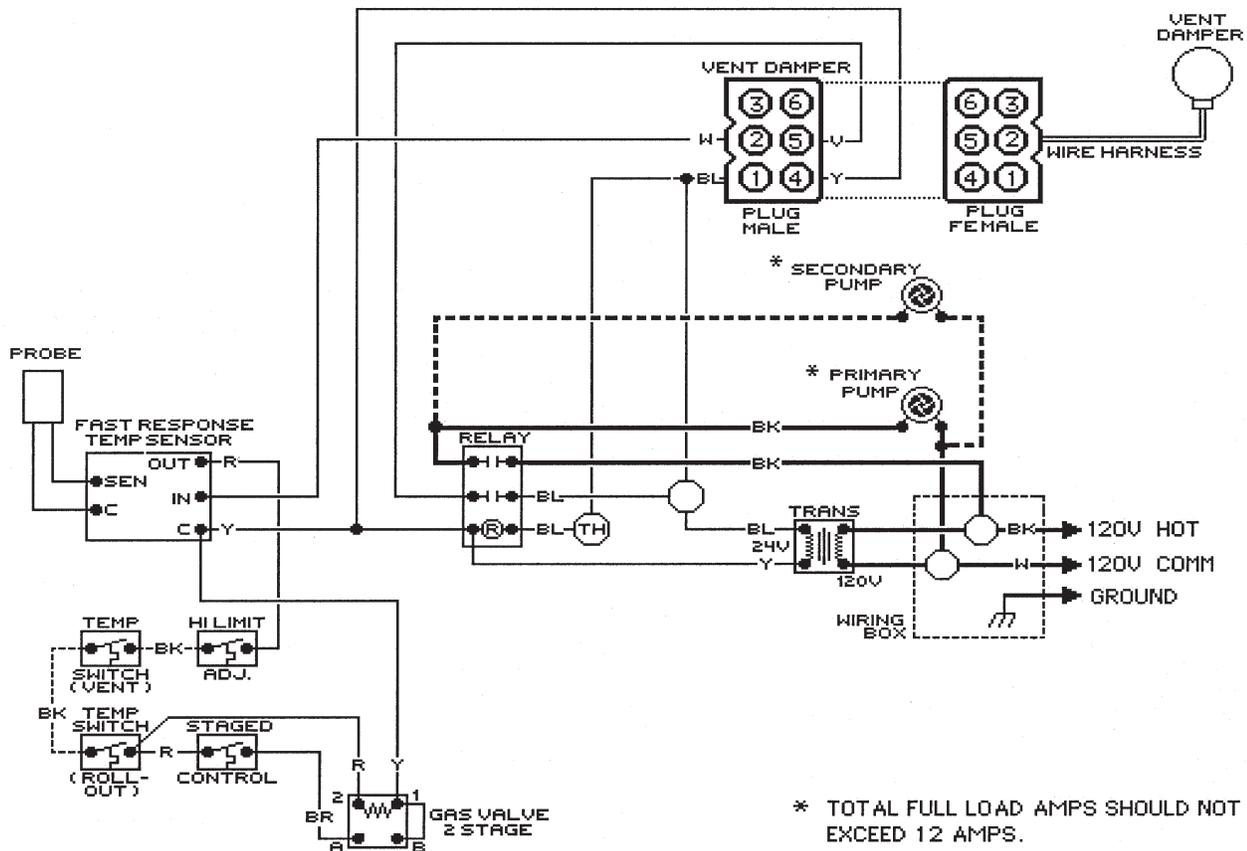 VENT
DAMPER
VENT DAMPER
3 6
W 2 5 V
BL 1 4 Y
PLUG
MALE
6 3
5 2
4 1
WIRE HARNESS
PLUG
FEMALE
* SECONDARY
PUMP
* PRIMARY
PUMP
PROBE
FAST RESPONSE
TEMP SENSOR
OUT R
SEN
IN
C
C Y
RELAY
BK
BK
BL
R BL TH
TRANS
BL
24V
Y
120V
BK 120V HOT
W 120V COMM
GROUND
WIRING
BOX
TEMP
SWITCH
(VENT)
BK
HI LIMIT
ADJ.
BK
TEMP
SWITCH
(ROLL-
OUT)
R
STAGED
CONTROL
R
Y
BR
2 1
A B
GAS VALVE
2 STAGE
* TOTAL FULL LOAD AMPS SHOULD NOT
EXCEED 12 AMPS.